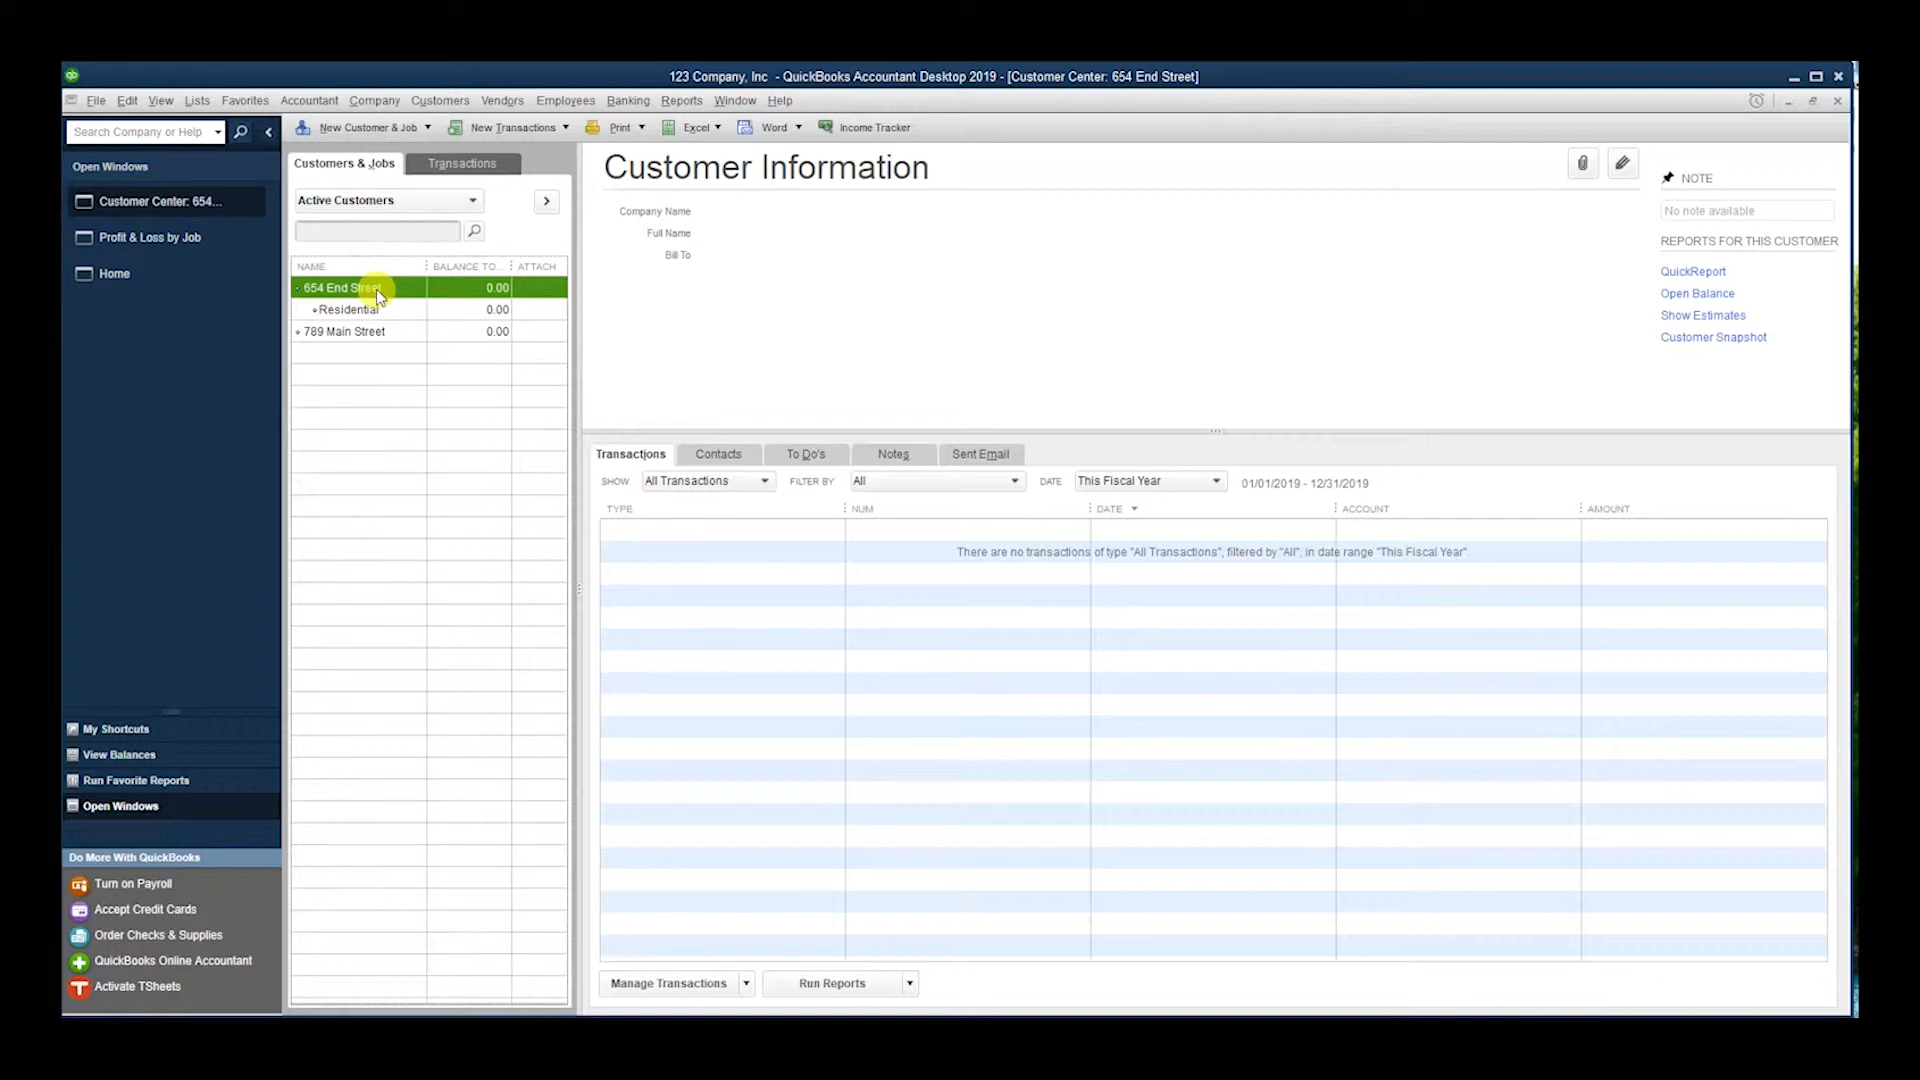 qb 123 Company, Inc - QuickBooks Accountant Desktop 2019 - [Customer Center: 654 End Street]
File Edit View Lists Favorites Accountant Company Customers Vendors Employees Banking Reports Window Help
Search Company or Help
New Customer & Job New Transactions Print Excel Word Income Tracker
Open Windows
Customer Center: 654...
Profit & Loss by Job
Home
My Shortcuts
View Balances
Run Favorite Reports
Open Windows
Do More With QuickBooks
Turn on Payroll
Accept Credit Cards
Order Checks & Supplies
QuickBooks Online Accountant
Activate TSheets
Customers & Jobs Transactions
Active Customers
NAME BALANCE TO... ATTACH
654 End Street 0.00
Residential 0.00
789 Main Street 0.00
Customer Information
Company Name
Full Name
Bill To
NOTE
No note available
REPORTS FOR THIS CUSTOMER
QuickReport
Open Balance
Show Estimates
Customer Snapshot
Transactions Contacts To Do's Notes Sent Email
SHOW All Transactions FILTER BY All DATE This Fiscal Year 01/01/2019 - 12/31/2019
TYPE NUM DATE ACCOUNT AMOUNT
There are no transactions of type "All Transactions", filtered by "All", in date range "This Fiscal Year".
Manage Transactions Run Reports